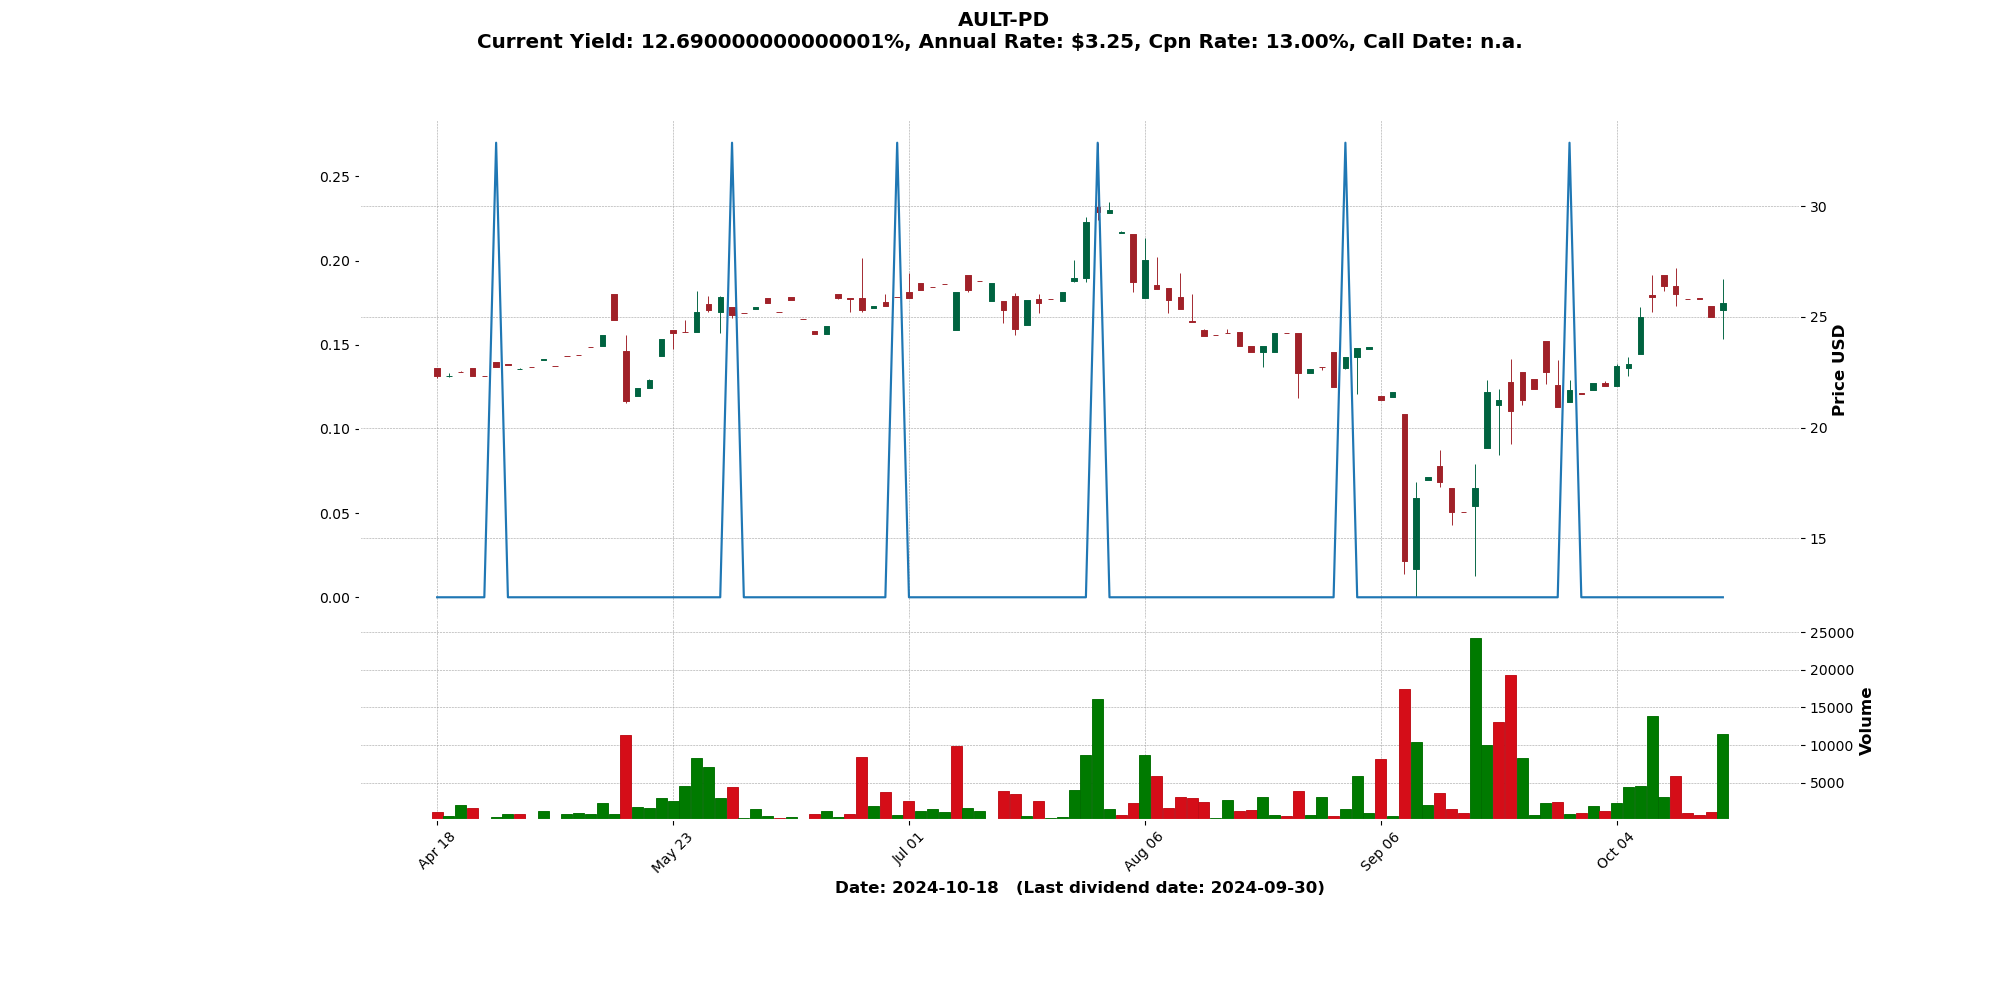 AULT-PD
Current Yield: 12.690000000000001%, Annual Rate: $3.25, Cpn Rate: 13.00%, Call Date: n.a.
0.25
0.20
0.15
0.10
0.05
0.00
30
25
20
15
Price USD
25000
20000
15000
10000
5000
Volume
Apr 18
May 23
Jul 01
Aug 06
Sep 06
Oct 04
Date: 2024-10-18 (Last dividend date: 2024-09-30)